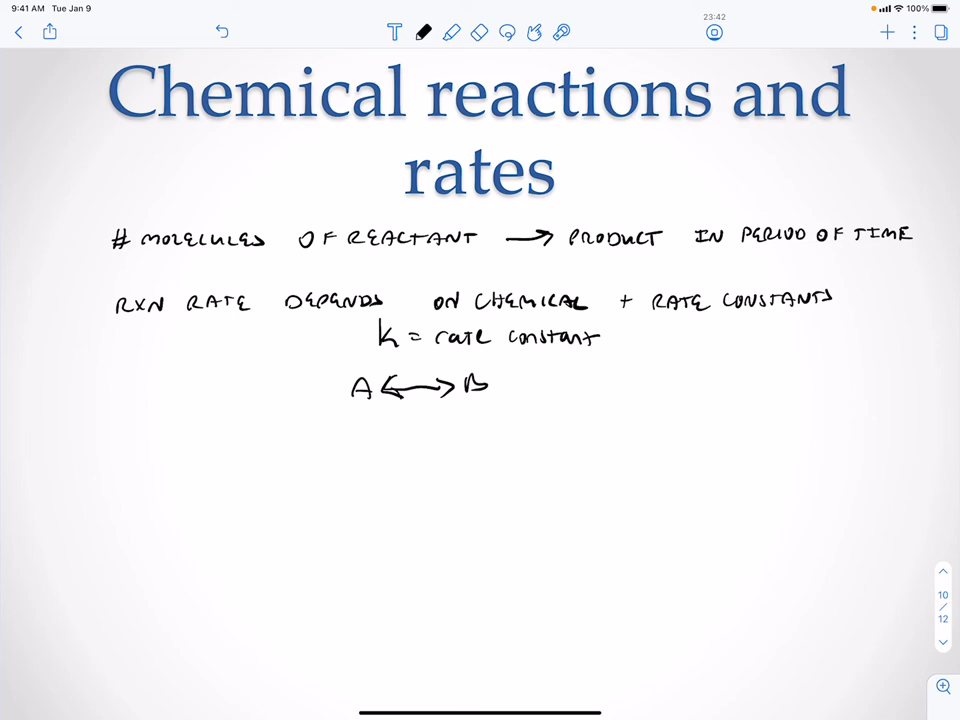 9:41 AM Tue Jan 9
100%
23:42
T
Chemical reactions and
rates
# MOLECULES OF REACTANT → PRODUCT IN PERIOD OF TIME
RXN RATE DEPENDS ON CHEMICAL + RATE CONSTANTS
k = rate constant
A ↔ B
10
/
12